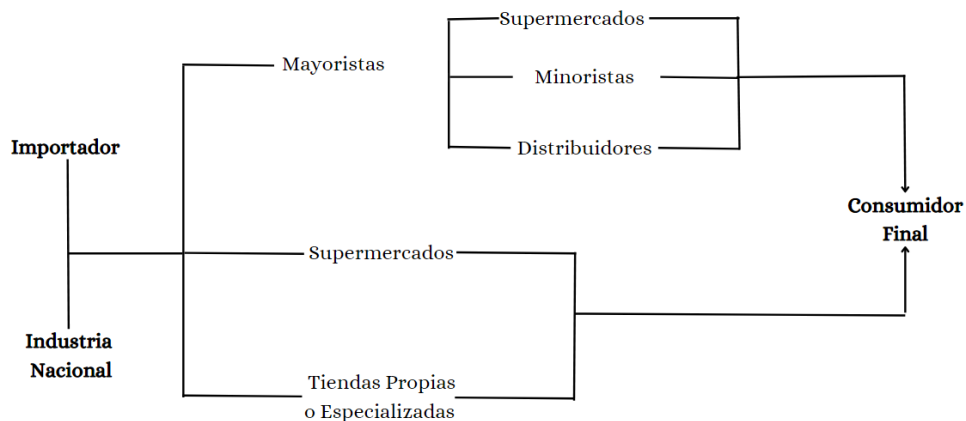 Supermercados
Mayoristas
Minoristas
Importador
Distribuidores
Consumidor
Final
Supermercados
Industria
Nacional
Tiendas Propias
o Especializadas